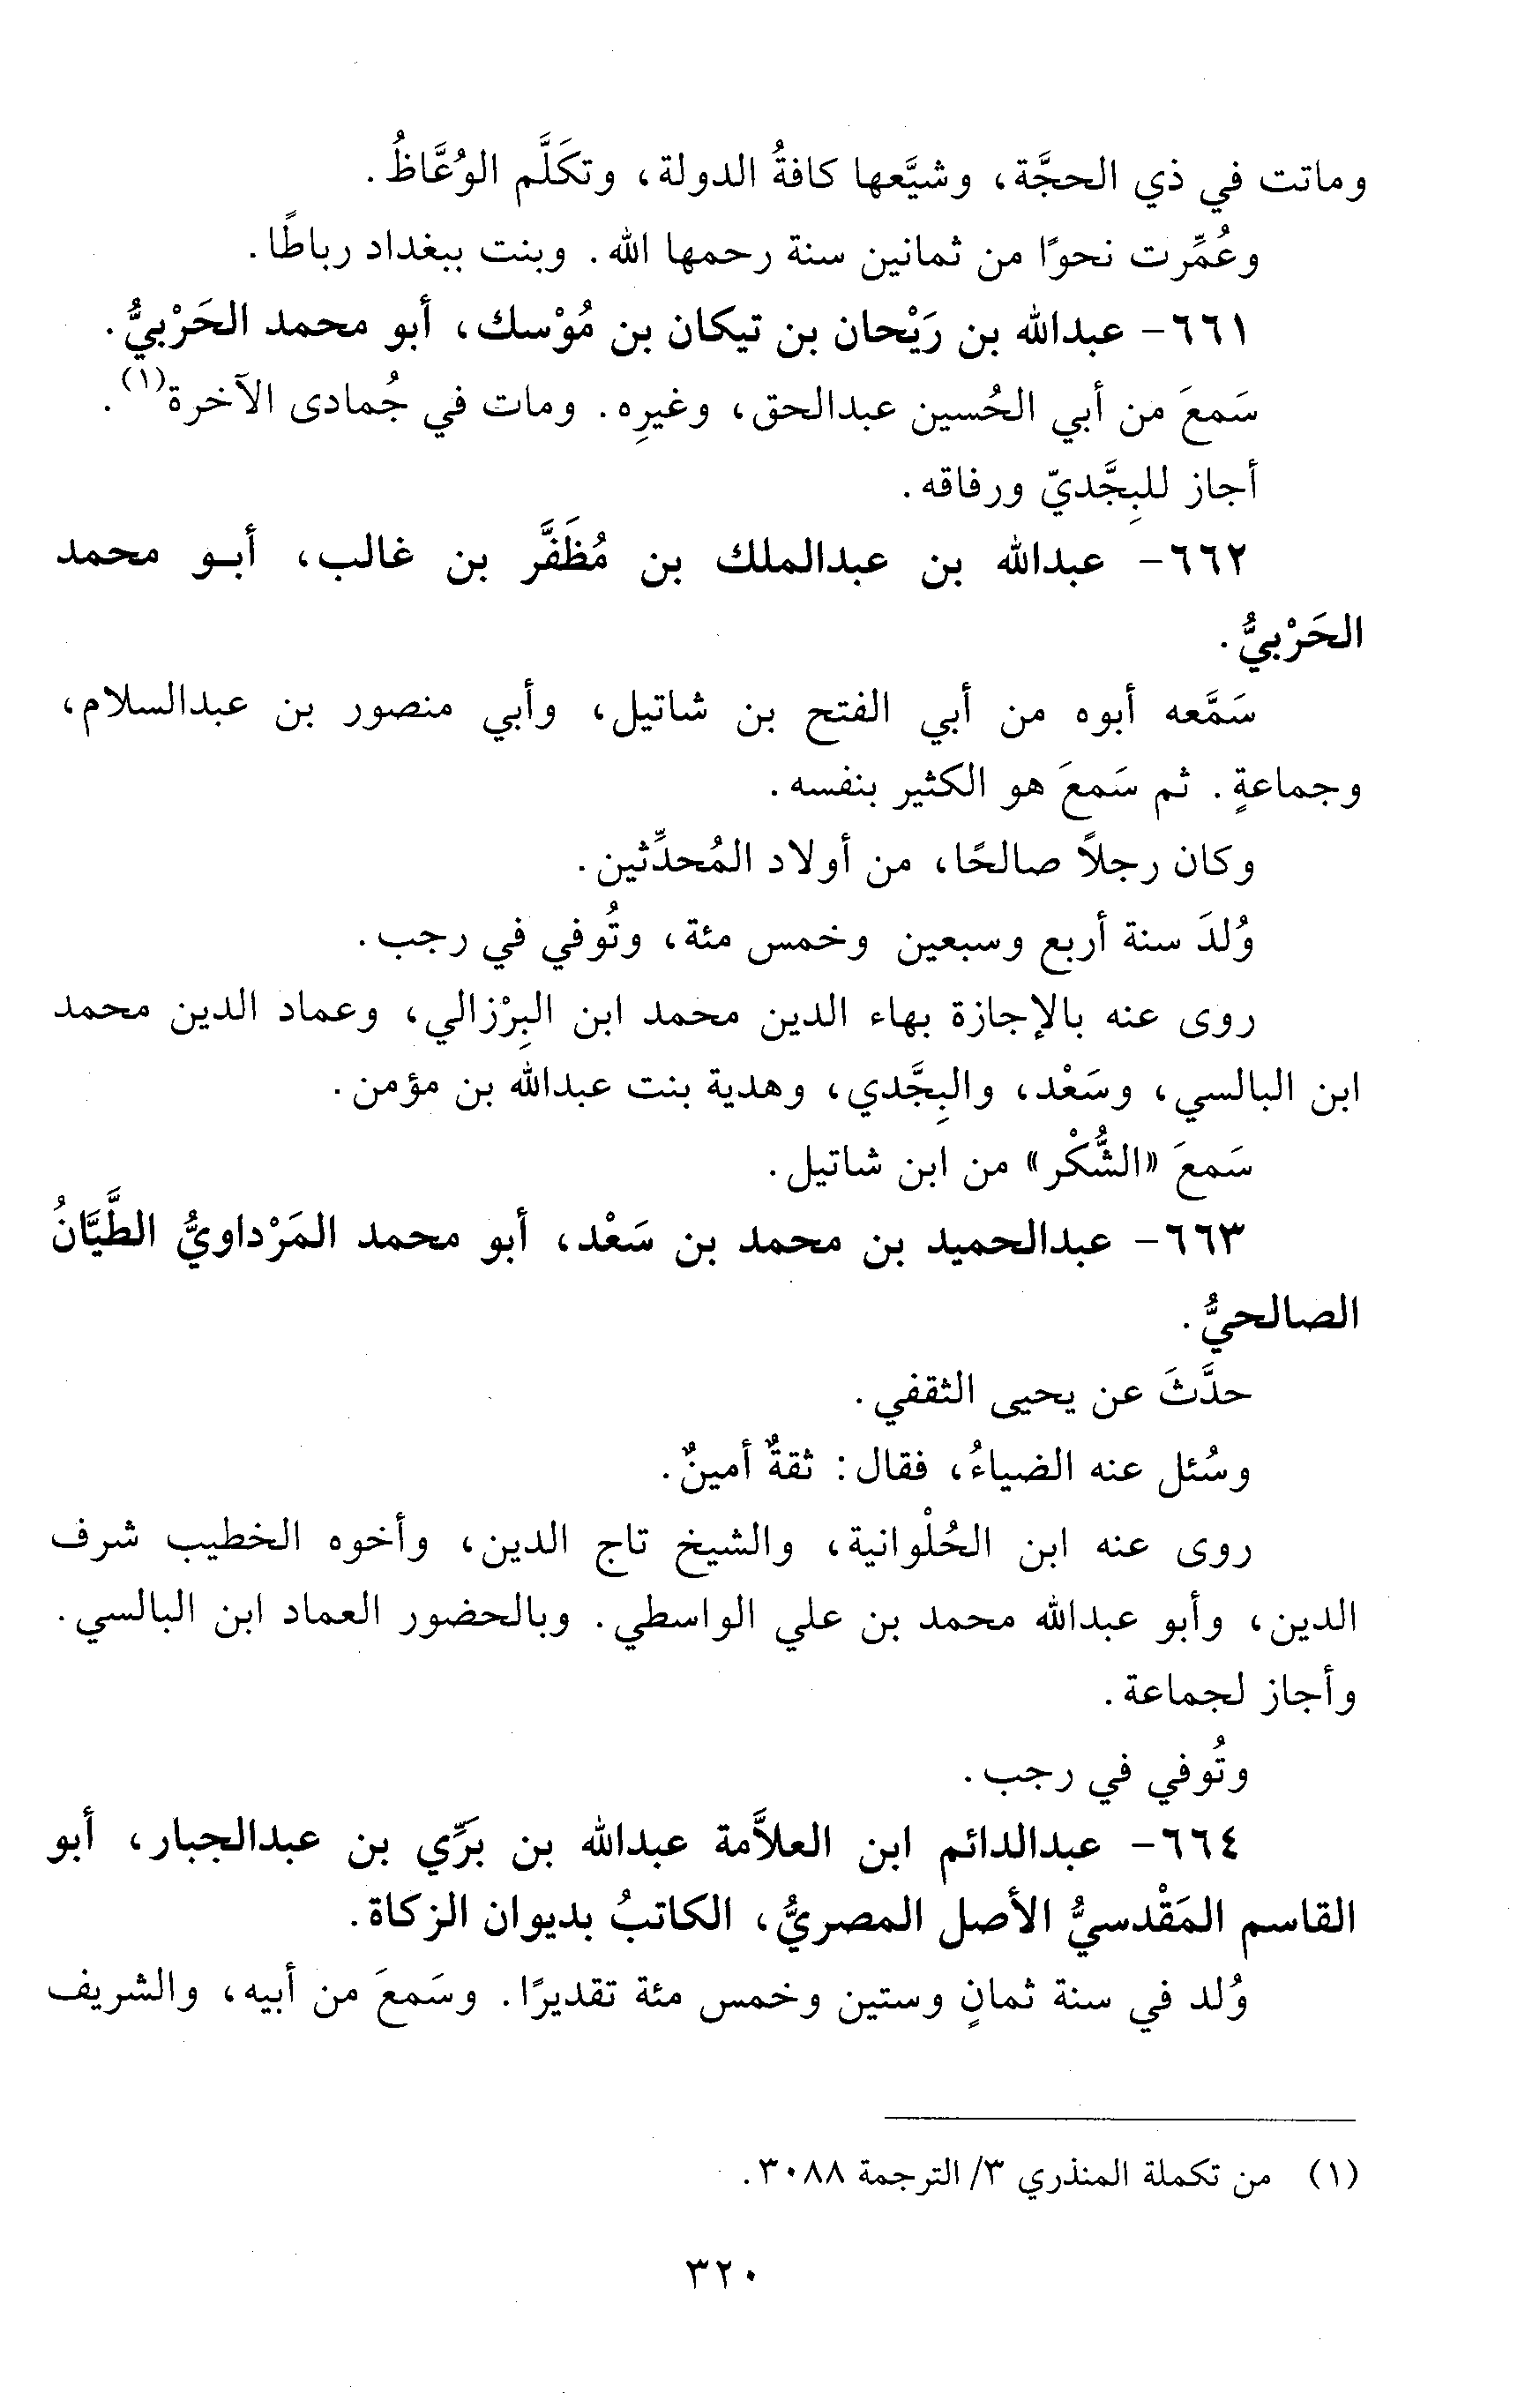 وماتت في ذي الحجَّة، وشيَّعها كافةُ الدولة، وتكَلَّم الوُعَّاظُ.
وعُمِّرت نحوًا من ثمانين سنة رحمها الله. وبنت ببغداد رباطًا.
٦٦١- عبدالله بن رَيْحان بن تيكان بن مُوْسك، أبو محمد الحَرْبيُّ.
سَمعَ من أبي الحُسين عبدالحق، وغيرِه. ومات في جُمادى الآخرة(١).
أجاز للبِجَّديّ ورفاقه.
٦٦٢- عبدالله بن عبدالملك بن مُظَفَّر بن غالب، أبو محمد
الحَرْبيُّ.
سَمَّعه أبوه من أبي الفتح بن شاتيل، وأبي منصور بن عبدالسلام،
وجماعةٍ. ثم سَمعَ هو الكثير بنفسه.
وكان رجلاً صالحًا، من أولاد المُحدِّثين.
وُلدَ سنة أربع وسبعين وخمس مئة، وتُوفي في رجب.
روى عنه بالإجازة بهاء الدين محمد ابن البِرْزالي، وعماد الدين محمد
ابن البالسي، وسَعْد، والبِجَّدي، وهدية بنت عبدالله بن مؤمن.
سَمعَ «الشُّكْر» من ابن شاتيل.
٦٦٣- عبدالحميد بن محمد بن سَعْد، أبو محمد المَرْداويُّ الطَّيَّانُ
الصالحيُّ.
حدَّثَ عن يحيى الثقفي.
وسُئل عنه الضياءُ، فقال: ثقةٌ أمينٌ.
روى عنه ابن الحُلْوانية، والشيخ تاج الدين، وأخوه الخطيب شرف
الدين، وأبو عبدالله محمد بن علي الواسطي. وبالحضور العماد ابن البالسي.
وأجاز لجماعة.
وتُوفي في رجب.
٦٦٤- عبدالدائم ابن العلاَّمة عبدالله بن برِّي بن عبدالجبار، أبو
القاسم المَقْدسيُّ الأصل المصريُّ، الكاتبُ بديوان الزكاة.
وُلد في سنة ثمانٍ وستين وخمس مئة تقديرًا. وسَمعَ من أبيه، والشريف
(١) من تكملة المنذري ٣/ الترجمة ٣٠٨٨.
٣٢٠